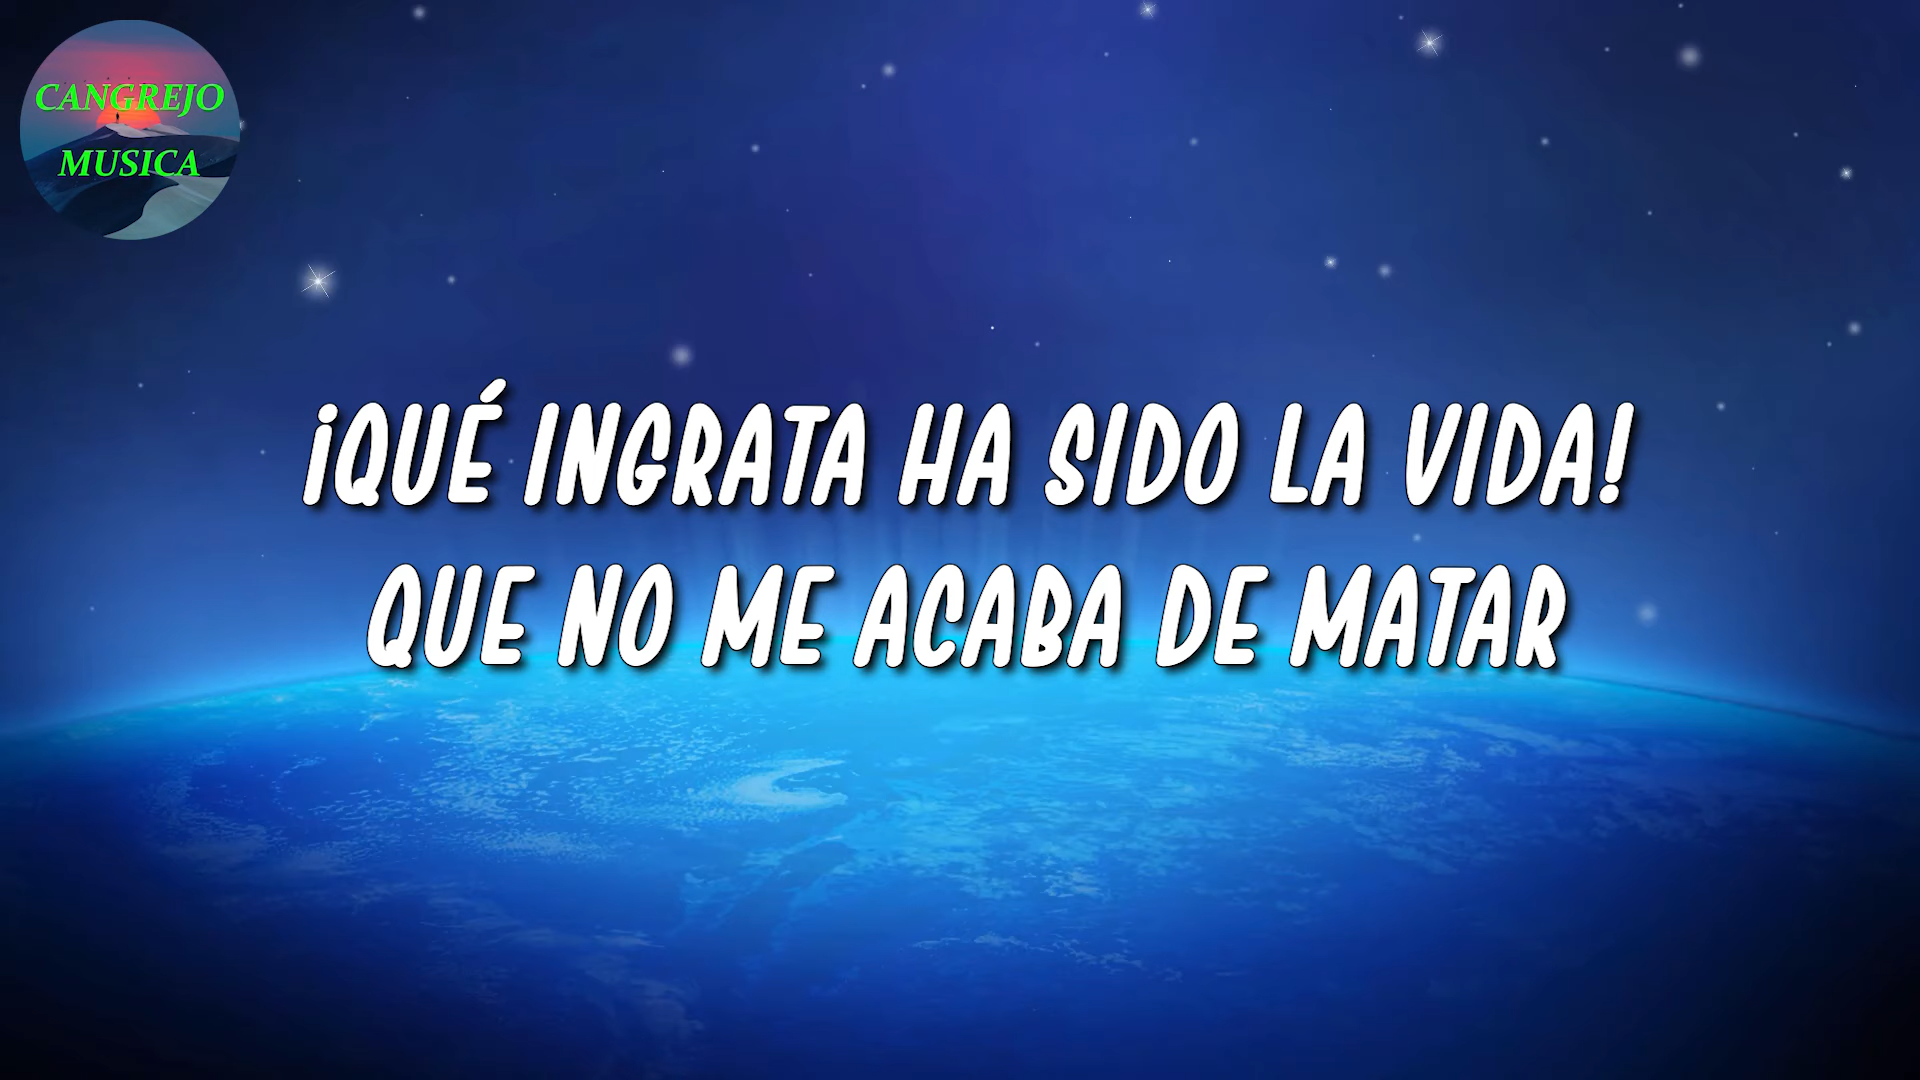 CANGREJO
MUSICA
¡QUÉ INGRATA HA SIDO LA VIDA!
QUE NO ME ACABA DE MATAR